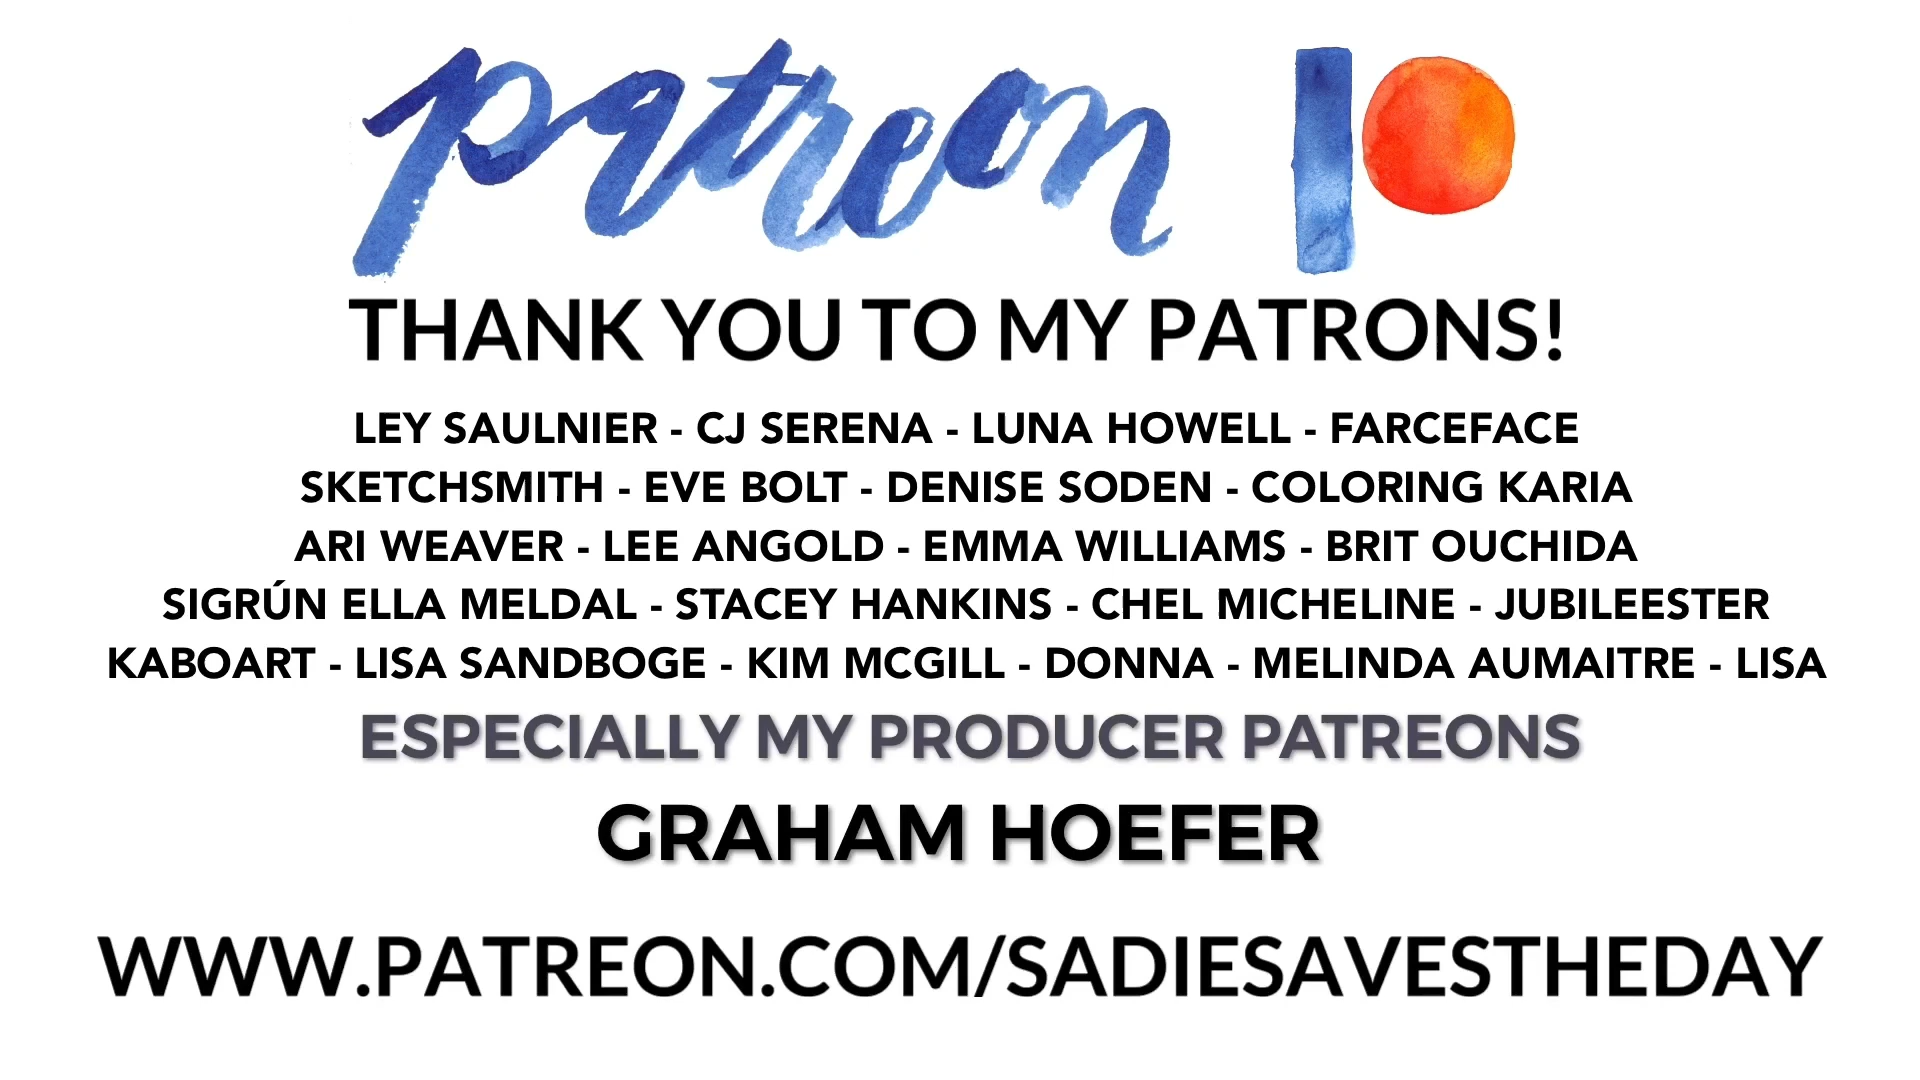 patreon
THANK YOU TO MY PATRONS!
LEY SAULNIER - CJ SERENA - LUNA HOWELL - FARCEFACE
SKETCHSMITH - EVE BOLT - DENISE SODEN - COLORING KARIA
ARI WEAVER - LEE ANGOLD - EMMA WILLIAMS - BRIT OUCHIDA
SIGRÚN ELLA MELDAL - STACEY HANKINS - CHEL MICHELINE - JUBILEESTER
KABOART - LISA SANDBOGE - KIM MCGILL - DONNA - MELINDA AUMAITRE - LISA
ESPECIALLY MY PRODUCER PATREONS
GRAHAM HOEFER
WWW.PATREON.COM/SADIESAVESTHEDAY